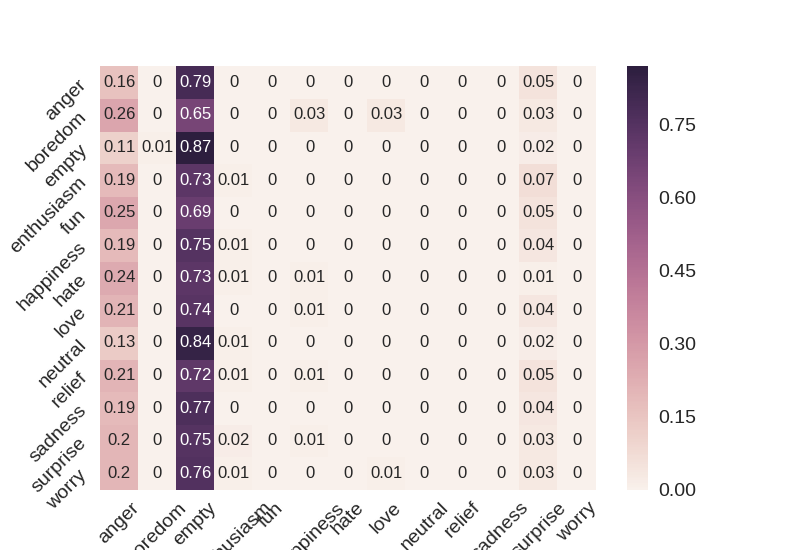 anger 0.16 0 0.79 0 0 0 0 0 0 0 0 0.05 0
boredom 0.26 0 0.65 0 0 0.03 0 0.03 0 0 0 0.03 0
empty 0.11 0.01 0.87 0 0 0 0 0 0 0 0 0.02 0
enthusiasm 0.19 0 0.73 0.01 0 0 0 0 0 0 0 0.07 0
fun 0.25 0 0.69 0 0 0 0 0 0 0 0 0.05 0
happiness 0.19 0 0.75 0.01 0 0 0 0 0 0 0 0.04 0
hate 0.24 0 0.73 0.01 0 0.01 0 0 0 0 0 0.01 0
love 0.21 0 0.74 0 0 0.01 0 0 0 0 0 0.04 0
neutral 0.13 0 0.84 0.01 0 0 0 0 0 0 0 0.02 0
relief 0.21 0 0.72 0.01 0 0.01 0 0 0 0 0 0.05 0
sadness 0.19 0 0.77 0 0 0 0 0 0 0 0 0.04 0
surprise 0.2 0 0.75 0.02 0 0.01 0 0 0 0 0 0.03 0
worry 0.2 0 0.76 0.01 0 0 0 0.01 0 0 0 0.03 0
anger oredom empty husiasm fun ppiness hate love neutral relief sadness surprise worry
0.75
0.60
0.45
0.30
0.15
0.00